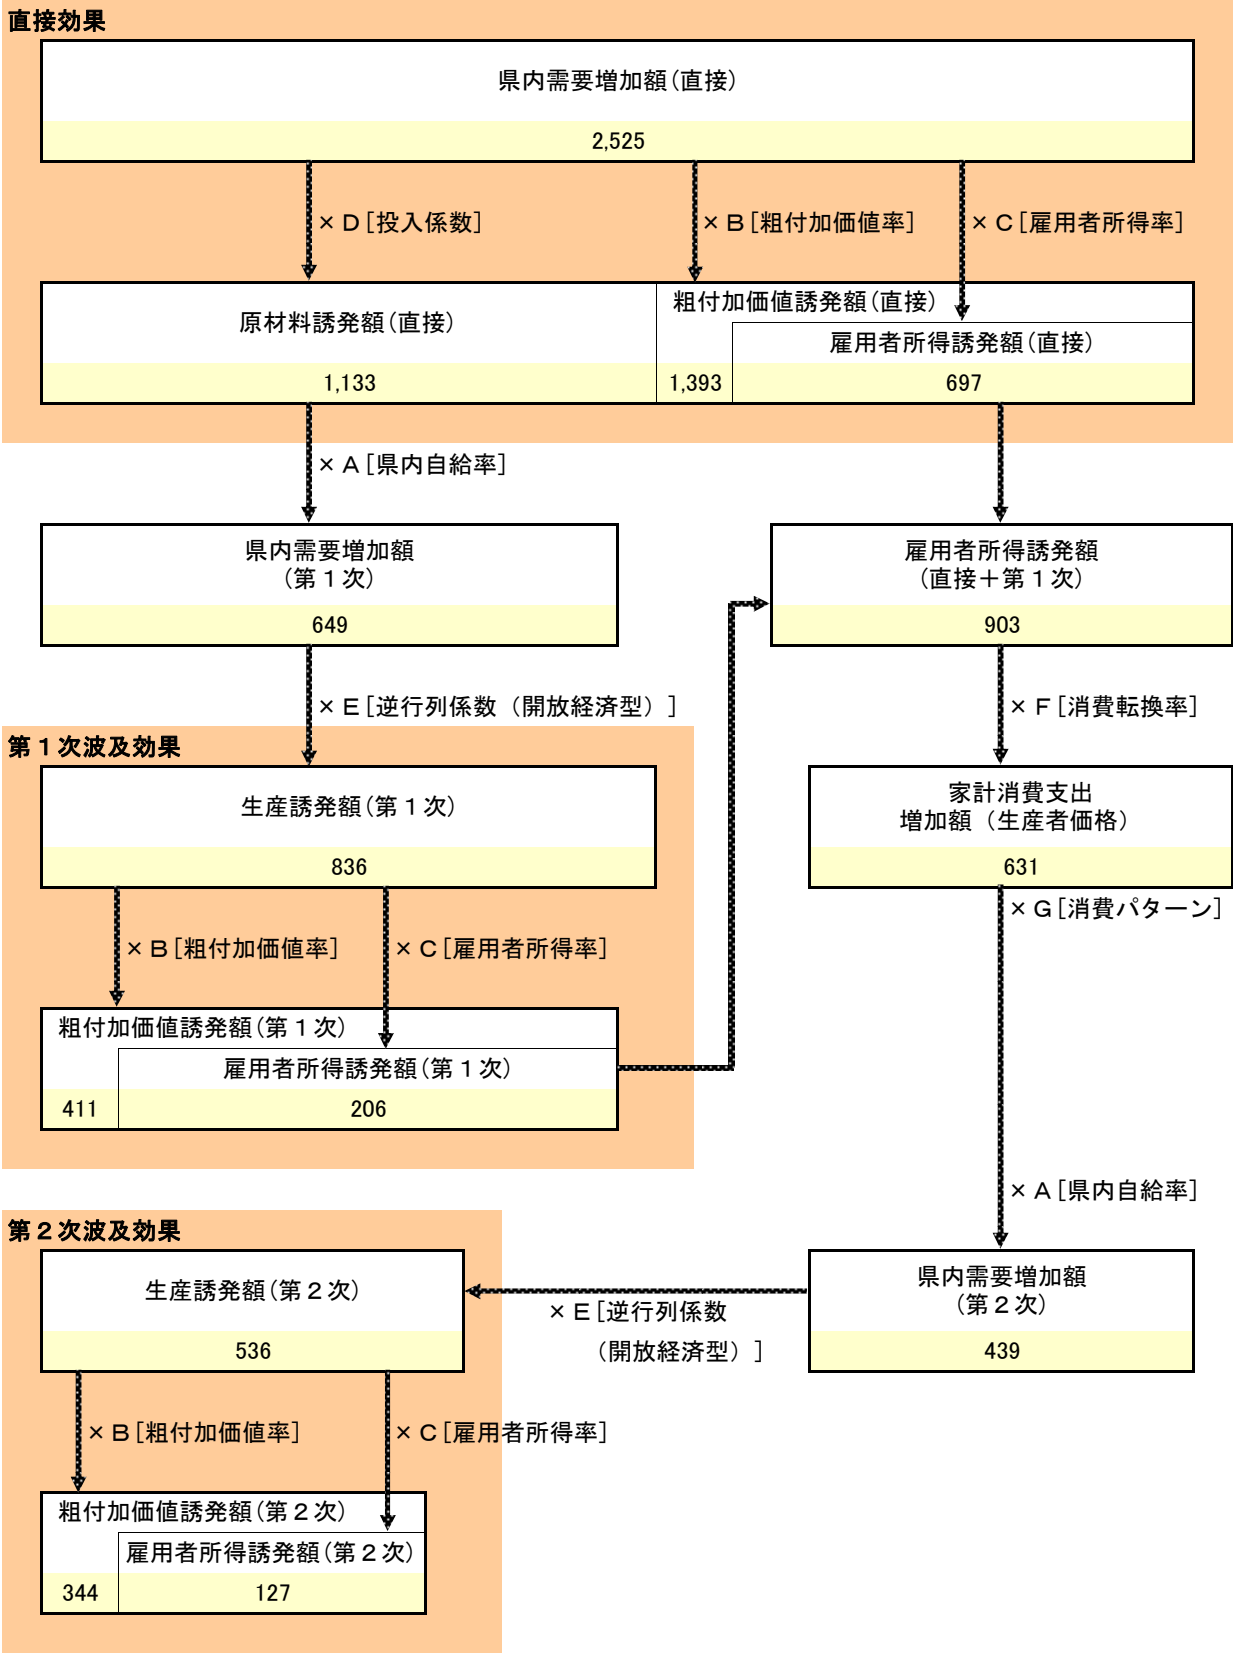 直接効果
県内需要増加額(直接)
2,525
×D[投入係数]
×B[粗付加価値率]
×C[雇用者所得率]
原材料誘発額(直接)
粗付加価値誘発額(直接)
雇用者所得誘発額(直接)
1,133
1,393
697
×A[県内自給率]
県内需要増加額
(第1次)
649
雇用者所得誘発額
(直接+第1次)
903
×E[逆行列係数(開放経済型)]
×F[消費転換率]
第1次波及効果
生産誘発額(第1次)
836
家計消費支出
増加額(生産者価格)
631
×G[消費パターン]
×B[粗付加価値率]
×C[雇用者所得率]
粗付加価値誘発額(第1次)
雇用者所得誘発額(第1次)
411
206
×A[県内自給率]
第2次波及効果
生産誘発額(第2次)
536
×E[逆行列係数
(開放経済型)]
県内需要増加額
(第2次)
439
×B[粗付加価値率]
×C[雇用者所得率]
粗付加価値誘発額(第2次)
雇用者所得誘発額(第2次)
344
127